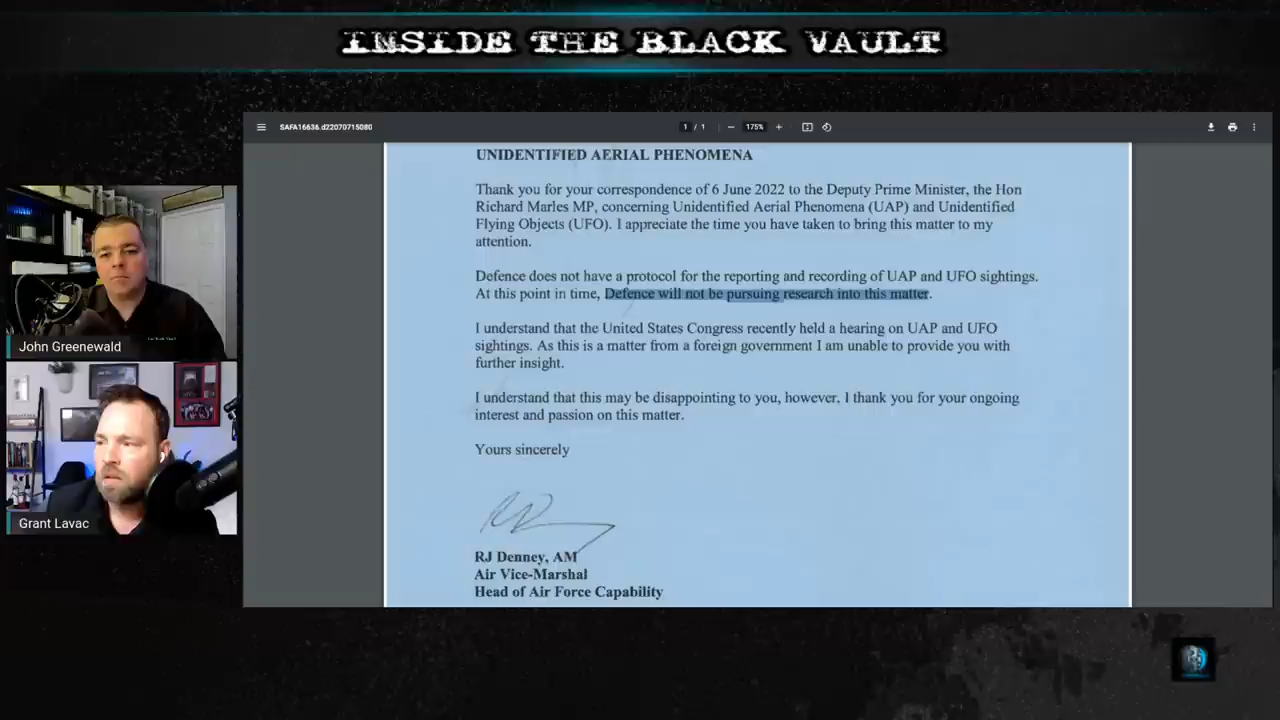 INSIDE THE BLACK VAULT
SAFA16636.d22070715080
1 / 1
175%
UNIDENTIFIED AERIAL PHENOMENA
Thank you for your correspondence of 6 June 2022 to the Deputy Prime Minister, the Hon
Richard Marles MP, concerning Unidentified Aerial Phenomena (UAP) and Unidentified
Flying Objects (UFO). I appreciate the time you have taken to bring this matter to my
attention.
Defence does not have a protocol for the reporting and recording of UAP and UFO sightings.
At this point in time, Defence will not be pursuing research into this matter.
I understand that the United States Congress recently held a hearing on UAP and UFO
sightings. As this is a matter from a foreign government I am unable to provide you with
further insight.
I understand that this may be disappointing to you, however, I thank you for your ongoing
interest and passion on this matter.
Yours sincerely
RJ Denney, AM
Air Vice-Marshal
Head of Air Force Capability
John Greenewald
Grant Lavac